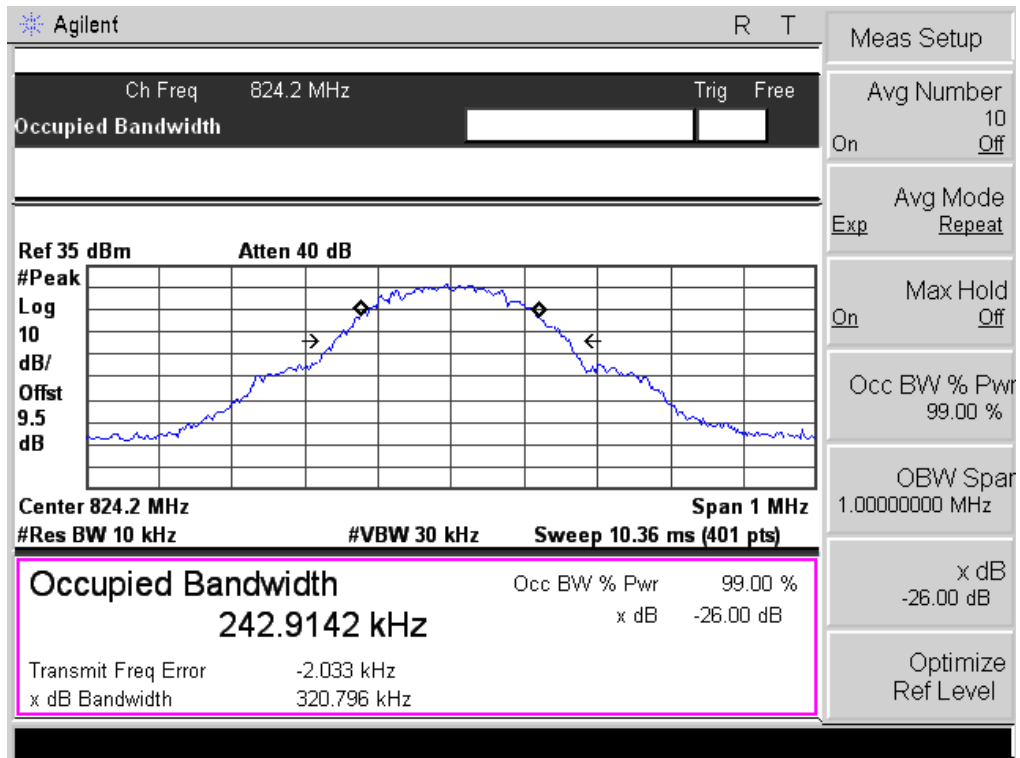 Agilent
R T
Ch Freq 824.2 MHz Trig Free
Occupied Bandwidth
Ref 35 dBm Atten 40 dB
#Peak
Log
10
dB/
Offst
9.5
dB
Center 824.2 MHz Span 1 MHz
#Res BW 10 kHz #VBW 30 kHz Sweep 10.36 ms (401 pts)
Occupied Bandwidth
242.9142 kHz
Occ BW % Pwr 99.00 %
x dB -26.00 dB
Transmit Freq Error -2.033 kHz
x dB Bandwidth 320.796 kHz
Meas Setup
Avg Number
10
On Off
Avg Mode
Exp Repeat
Max Hold
On Off
Occ BW % Pwr
99.00 %
OBW Span
1.00000000 MHz
x dB
-26.00 dB
Optimize
Ref Level